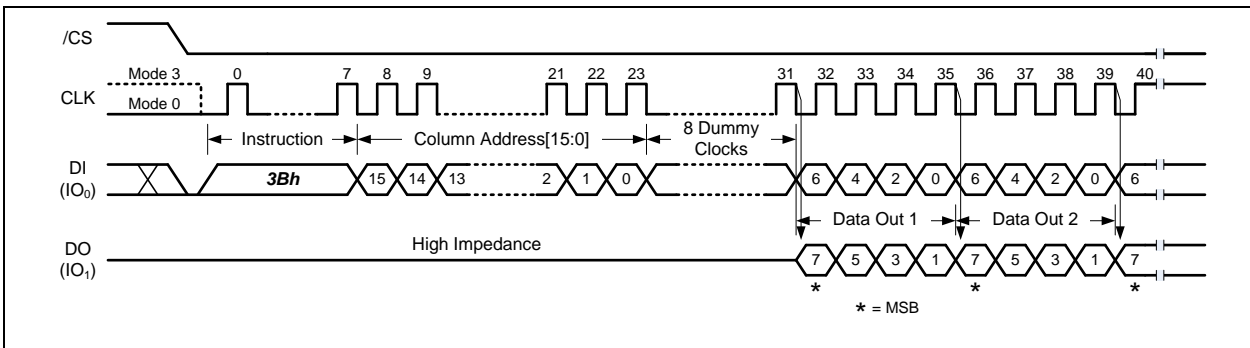 /CS
Mode 3 0 7 8 9 21 22 23 31 32 33 34 35 36 37 38 39 40
CLK
Mode 0
Instruction Column Address[15:0] 8 Dummy
Clocks
DI
(IO0) 3Bh 15 14 13 2 1 0 6 4 2 0 6 4 2 0 6
Data Out 1 Data Out 2
High Impedance
DO
(IO1) 7 5 3 1 7 5 3 1 7
* * *
* = MSB